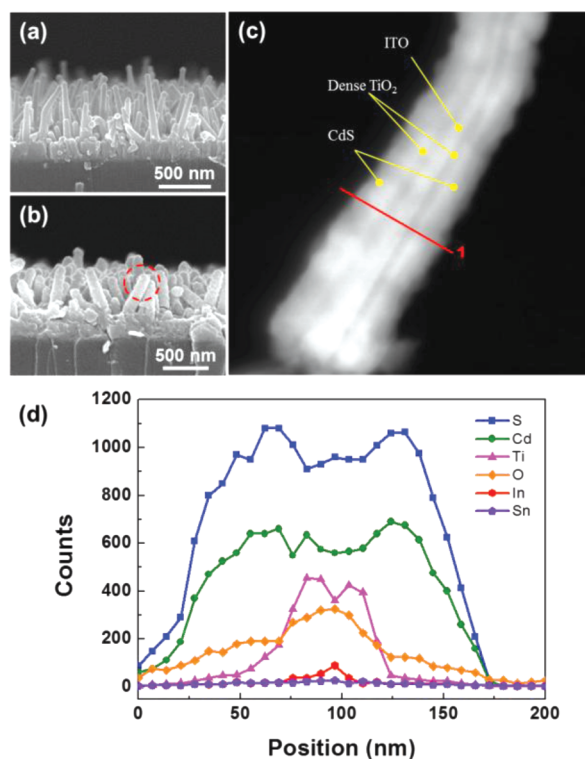 (a)
500 nm
(b)
500 nm
(c)
ITO
Dense TiO₂
CdS
1
(d)
1200
1000
800
600
400
200
0
Counts
S
Cd
Ti
O
In
Sn
0 50 100 150 200
Position (nm)